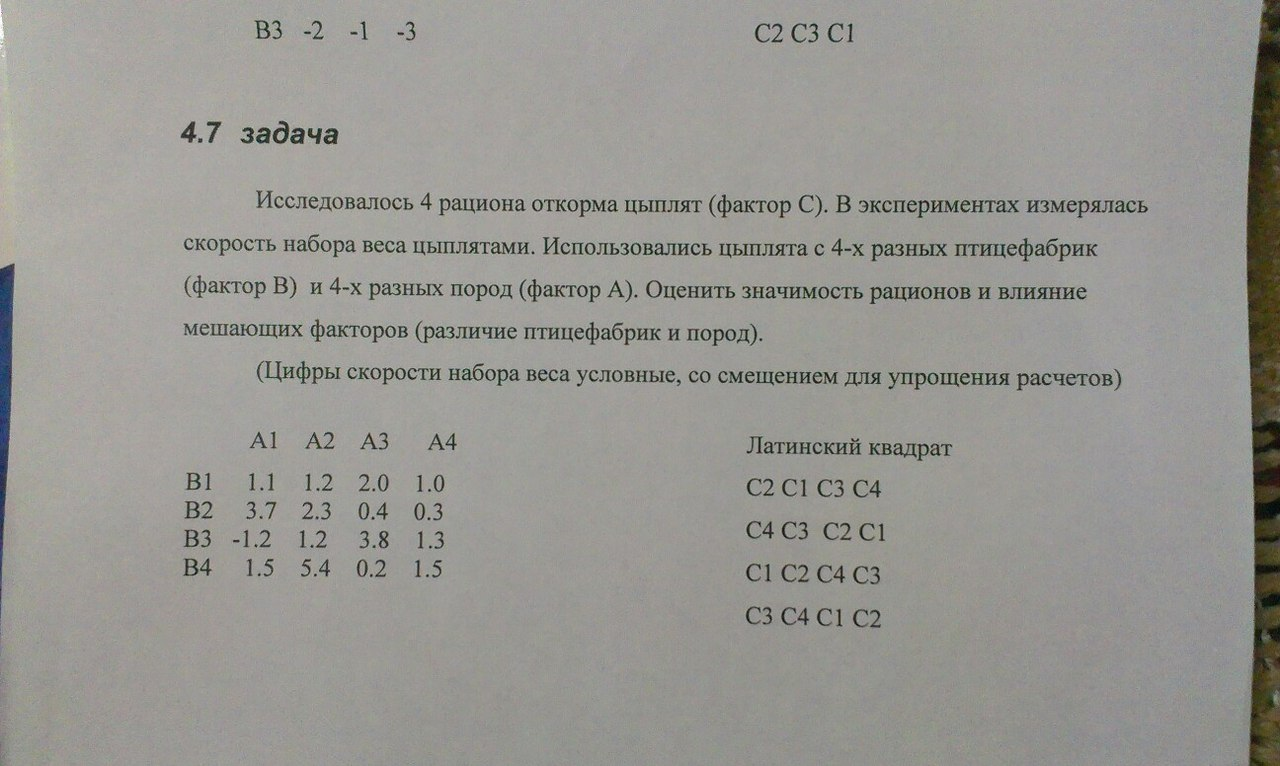 B3 -2 -1 -3 C2 C3 C1
4.7 задача
Исследовалось 4 рациона откорма цыплят (фактор С). В экспериментах измерялась
скорость набора веса цыплятами. Использовались цыплята с 4-х разных птицефабрик
(фактор В) и 4-х разных пород (фактор А). Оценить значимость рационов и влияние
мешающих факторов (различие птицефабрик и пород).
(Цифры скорости набора веса условные, со смещением для упрощения расчетов)
A1 A2 A3 A4
B1 1.1 1.2 2.0 1.0
B2 3.7 2.3 0.4 0.3
B3 -1.2 1.2 3.8 1.3
B4 1.5 5.4 0.2 1.5
Латинский квадрат
C2 C1 C3 C4
C4 C3 C2 C1
C1 C2 C4 C3
C3 C4 C1 C2